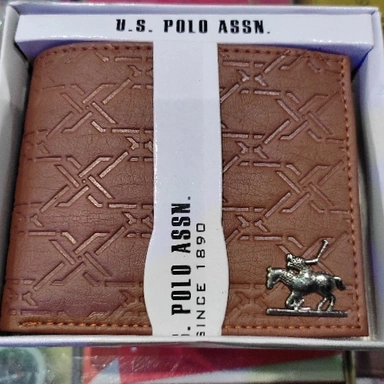 U.S. POLO ASSN.
. POLO ASSN.
SINCE 1890